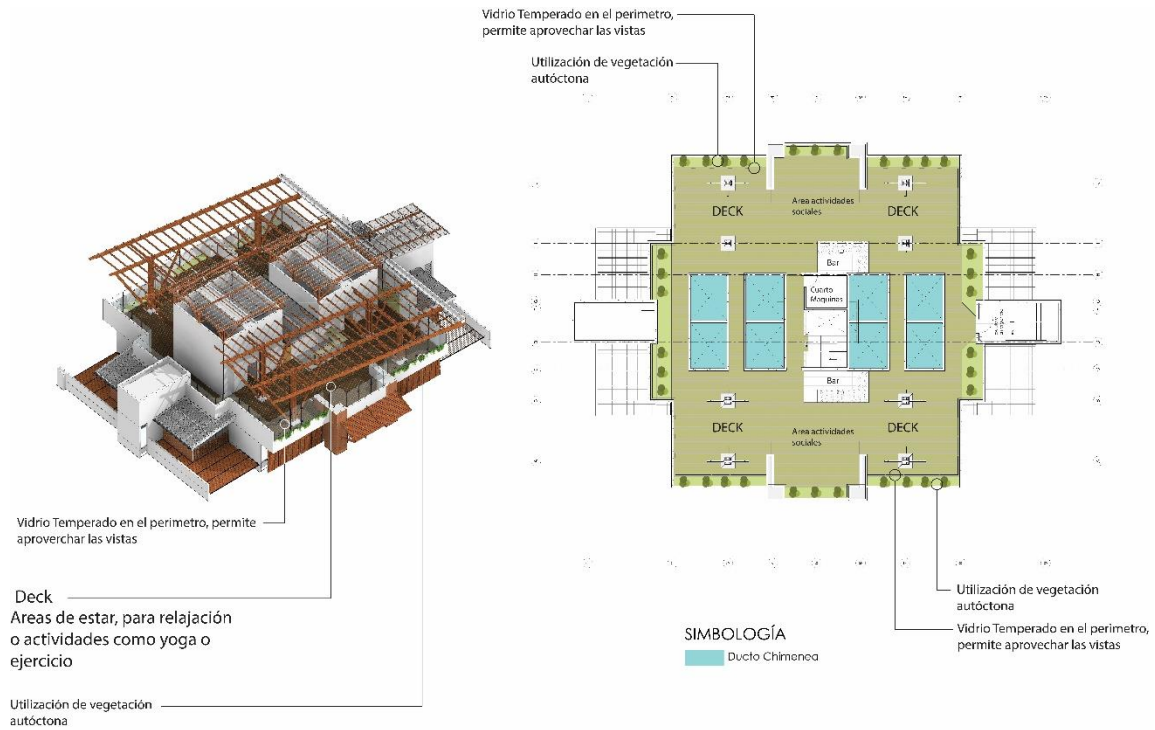 Vidrio Temperado en el perimetro,
permite aprovechar las vistas
Utilización de vegetación
autóctona
DECK
Area actividades
sociales
DECK
Bar
Cuarto
Maquinas
Bar
DECK
Area actividades
sociales
DECK
Vidrio Temperado en el perimetro, permite
aproverchar las vistas
Deck
Areas de estar, para relajación
o actividades como yoga o
ejercicio
Utilización de vegetación
autóctona
Utilización de vegetación
autóctona
Vidrio Temperado en el perimetro,
permite aprovechar las vistas
SIMBOLOGÍA
Ducto Chimenea